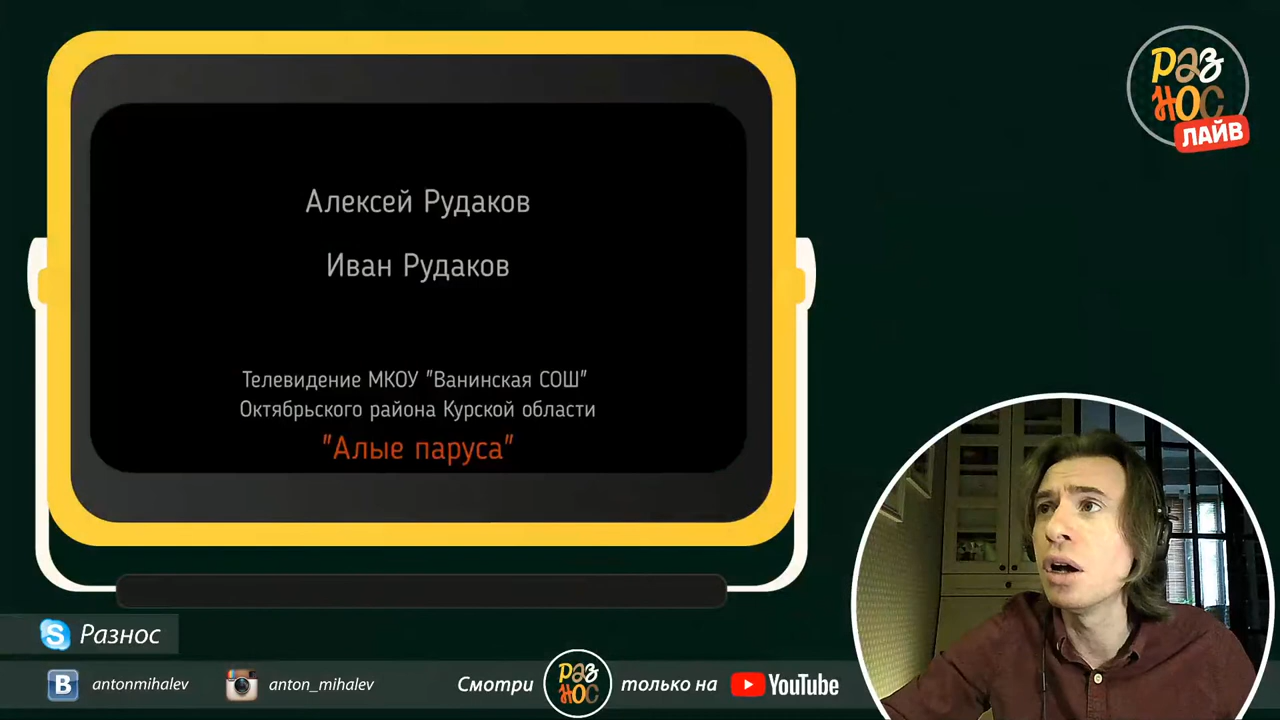 РАЗ
НОС
ЛАЙВ
Алексей Рудаков
Иван Рудаков
Телевидение МКОУ "Ванинская СОШ"
Октябрьского района Курской области
"Алые паруса"
S Разнос
B antonmihalev
anton_mihalev
Смотри
РАЗ
НОС
только на
YouTube